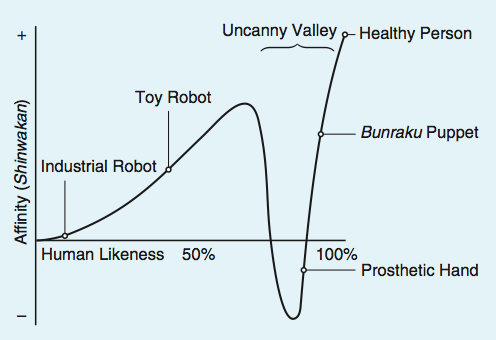 Uncanny Valley
Healthy Person
+
Toy Robot
Bunraku Puppet
Industrial Robot
Affinity (Shinwakan)
Human Likeness 50% 100%
Prosthetic Hand
–